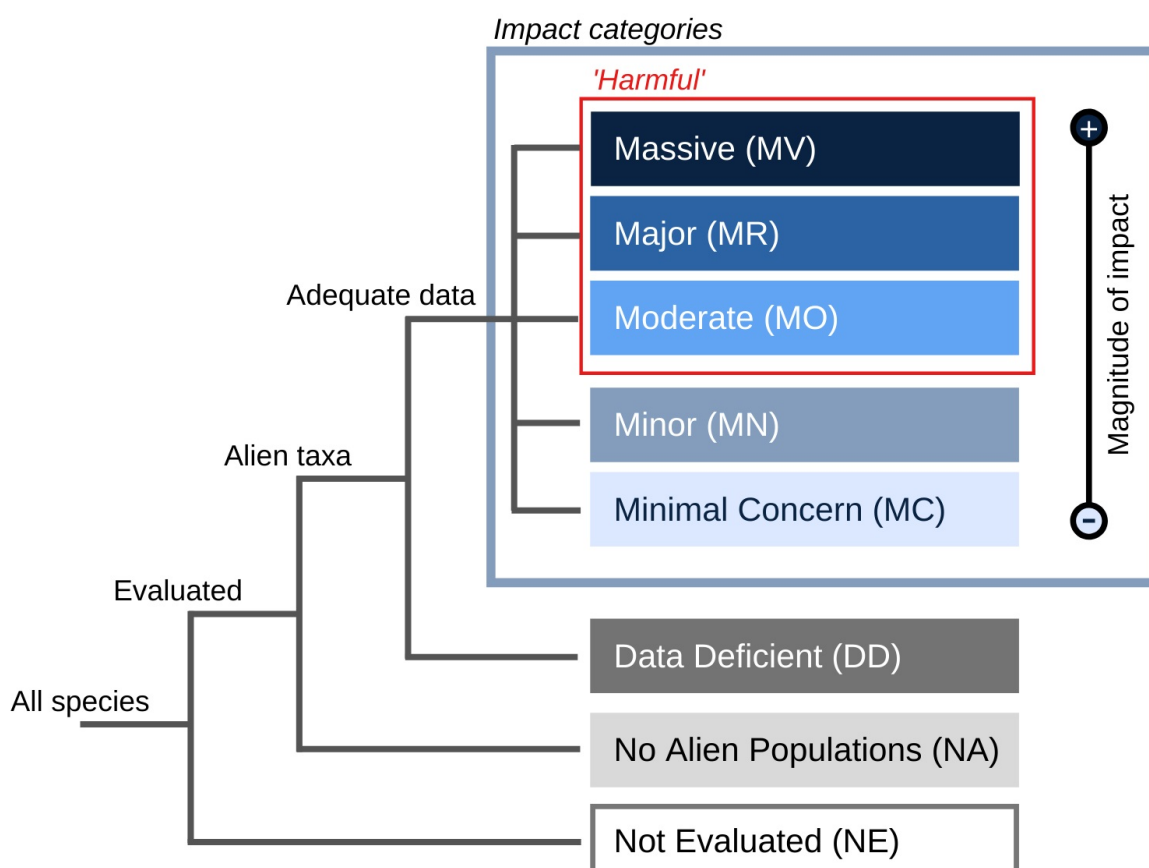 Impact categories
'Harmful'
Massive (MV)
+
Major (MR)
Adequate data
Moderate (MO)
Magnitude of impact
Minor (MN)
Alien taxa
Minimal Concern (MC)
-
Evaluated
Data Deficient (DD)
All species
No Alien Populations (NA)
Not Evaluated (NE)